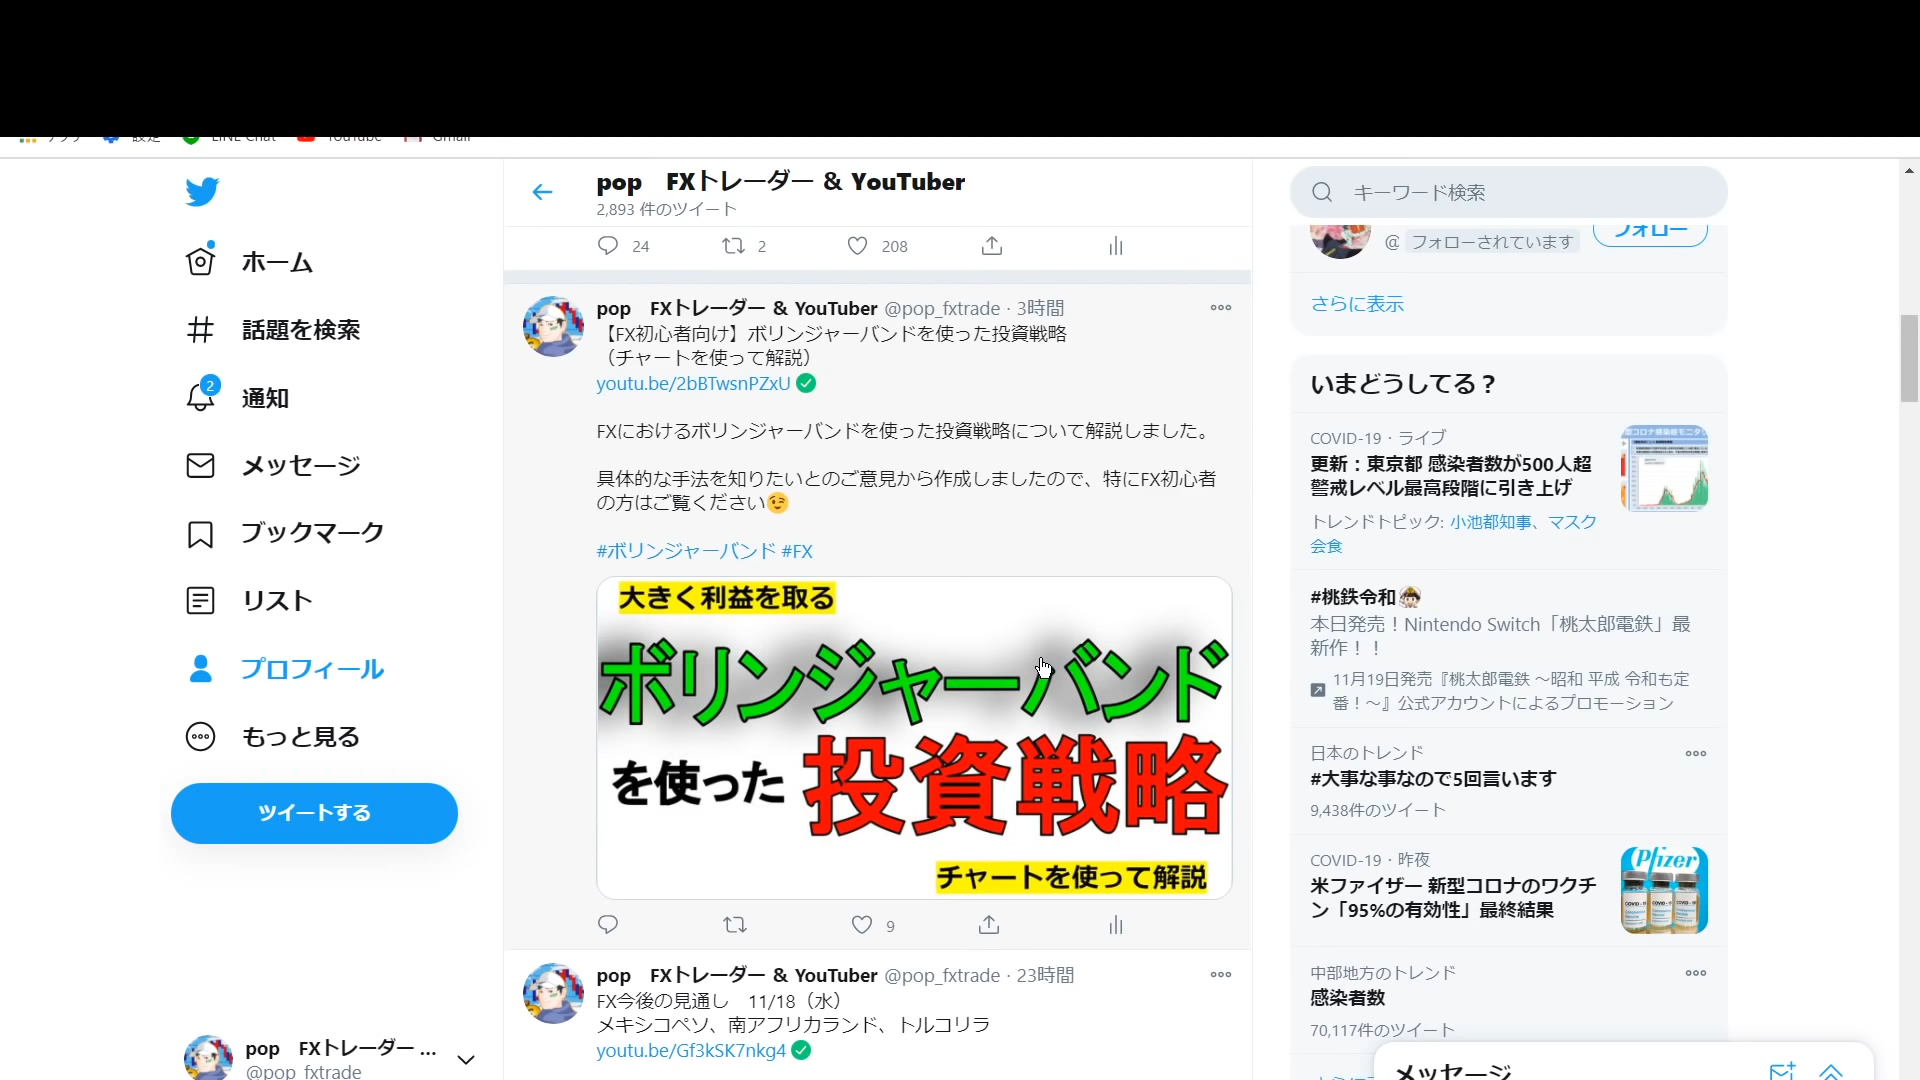 アプリ 設定 LINE Chat YouTube Gmail
ホーム
話題を検索
2
通知
メッセージ
ブックマーク
リスト
プロフィール
もっと見る
ツイートする
pop FXトレーダー ...
@pop_fxtrade
pop FXトレーダー & YouTuber
2,893 件のツイート
24 2 208
pop FXトレーダー & YouTuber @pop_fxtrade · 3時間
【FX初心者向け】ボリンジャーバンドを使った投資戦略
（チャートを使って解説）
youtu.be/2bBTwsnPZxU
FXにおけるボリンジャーバンドを使った投資戦略について解説しました。
具体的な手法を知りたいとのご意見から作成しましたので、特にFX初心者
の方はご覧ください😉
#ボリンジャーバンド #FX
大きく利益を取る
ボリンジャーバンド
を使った 投資戦略
チャートを使って解説
9
pop FXトレーダー & YouTuber @pop_fxtrade · 23時間
FX今後の見通し 11/18（水）
メキシコペソ、南アフリカランド、トルコリラ
youtu.be/Gf3kSK7nkg4
キーワード検索
@ フォローされています
フォロー
さらに表示
いまどうしてる？
COVID-19 · ライブ
更新：東京都 感染者数が500人超
警戒レベル最高段階に引き上げ
トレンドトピック: 小池都知事、マスク
会食
#桃鉄令和
本日発売！Nintendo Switch「桃太郎電鉄」最
新作！！
11月19日発売『桃太郎電鉄 ～昭和 平成 令和も定
番！～』公式アカウントによるプロモーション
日本のトレンド
#大事な事なので5回言います
9,438件のツイート
COVID-19 · 昨夜
米ファイザー 新型コロナのワクチ
ン「95%の有効性」最終結果
Pfizer
中部地方のトレンド
感染者数
70,117件のツイート
メッセージ